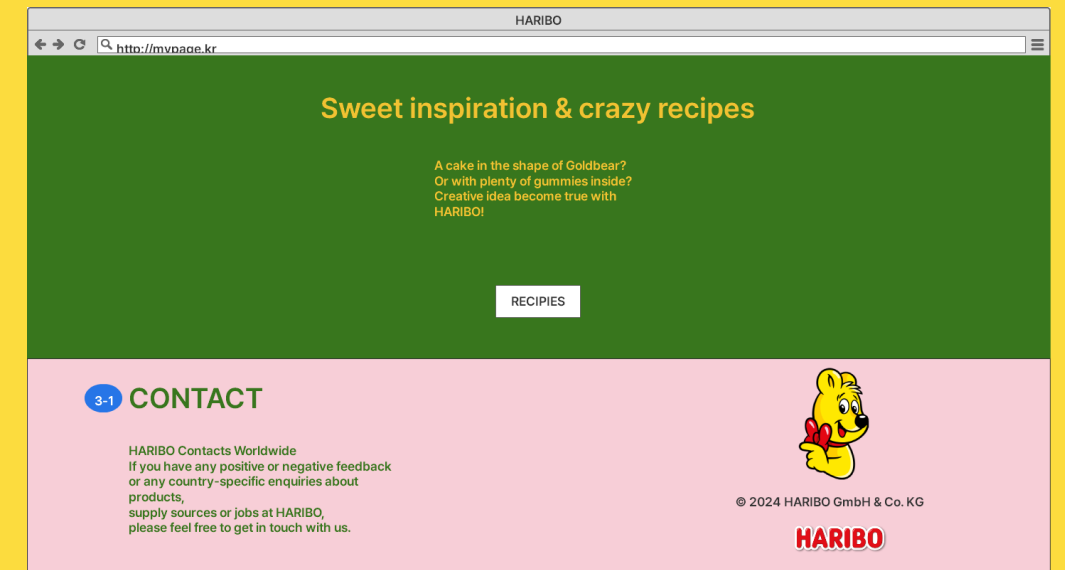 HARIBO
http://mypage.kr
Sweet inspiration & crazy recipes
A cake in the shape of Goldbear?
Or with plenty of gummies inside?
Creative idea become true with
HARIBO!
RECIPIES
3-1 CONTACT
HARIBO Contacts Worldwide
If you have any positive or negative feedback
or any country-specific enquiries about
products,
supply sources or jobs at HARIBO,
please feel free to get in touch with us.
© 2024 HARIBO GmbH & Co. KG
HARIBO